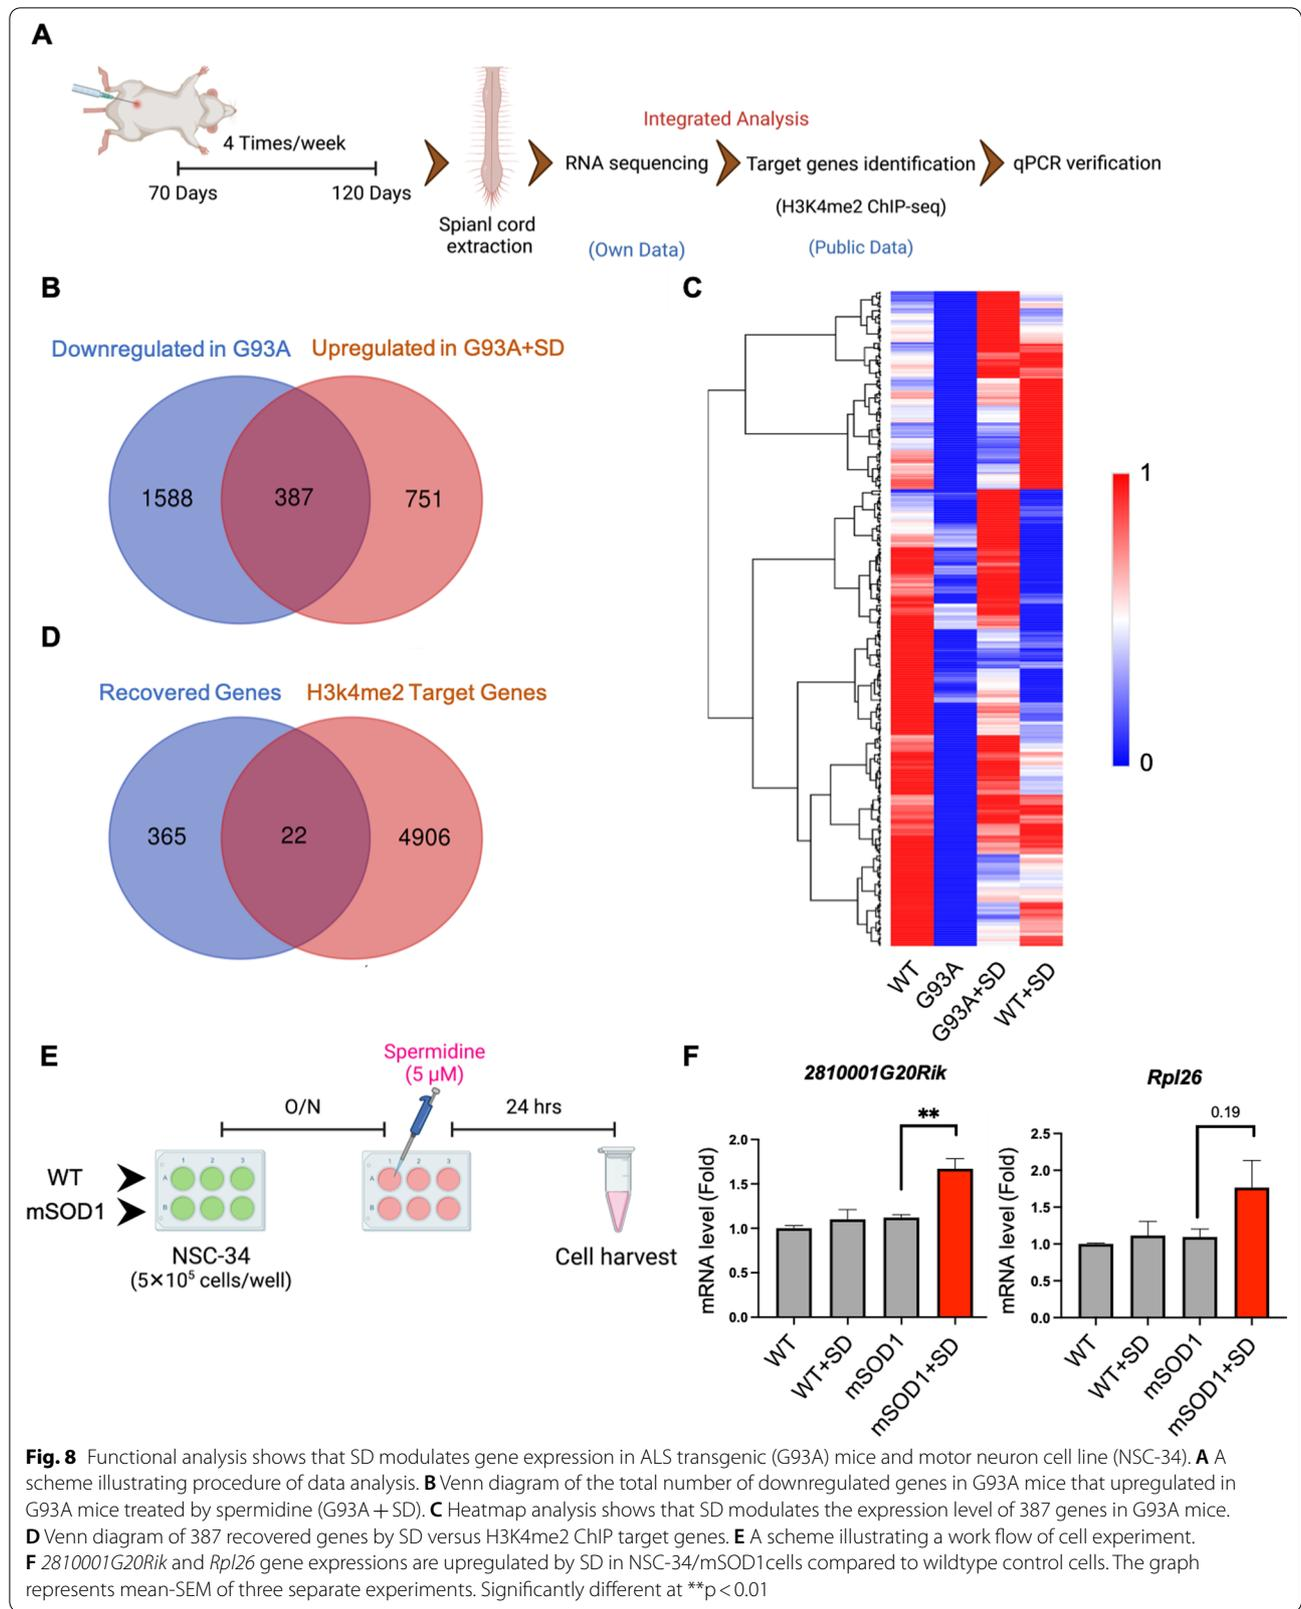 A
4 Times/week
70 Days
120 Days
Spianl cord
extraction
Integrated Analysis
RNA sequencing
Target genes identification
qPCR verification
(H3K4me2 ChIP-seq)
(Own Data)
(Public Data)
B
Downregulated in G93A
Upregulated in G93A+SD
1588
387
751
C
1
0
WT
G93A
G93A+SD
WT+SD
D
Recovered Genes
H3k4me2 Target Genes
365
22
4906
E
Spermidine
(5 µM)
O/N
24 hrs
WT
mSOD1
1 2 3
A
B
1 2 3
A
B
NSC-34
(5×10⁵ cells/well)
Cell harvest
F
2810001G20Rik
**
mRNA level (Fold)
2.0
1.5
1.0
0.5
0.0
WT
WT+SD
mSOD1
mSOD1+SD
Rpl26
0.19
mRNA level (Fold)
2.5
2.0
1.5
1.0
0.5
0.0
WT
WT+SD
mSOD1
mSOD1+SD
Fig. 8 Functional analysis shows that SD modulates gene expression in ALS transgenic (G93A) mice and motor neuron cell line (NSC-34). A A
scheme illustrating procedure of data analysis. B Venn diagram of the total number of downregulated genes in G93A mice that upregulated in
G93A mice treated by spermidine (G93A + SD). C Heatmap analysis shows that SD modulates the expression level of 387 genes in G93A mice.
D Venn diagram of 387 recovered genes by SD versus H3K4me2 ChIP target genes. E A scheme illustrating a work flow of cell experiment.
F 2810001G20Rik and Rpl26 gene expressions are upregulated by SD in NSC-34/mSOD1cells compared to wildtype control cells. The graph
represents mean-SEM of three separate experiments. Significantly different at **p < 0.01